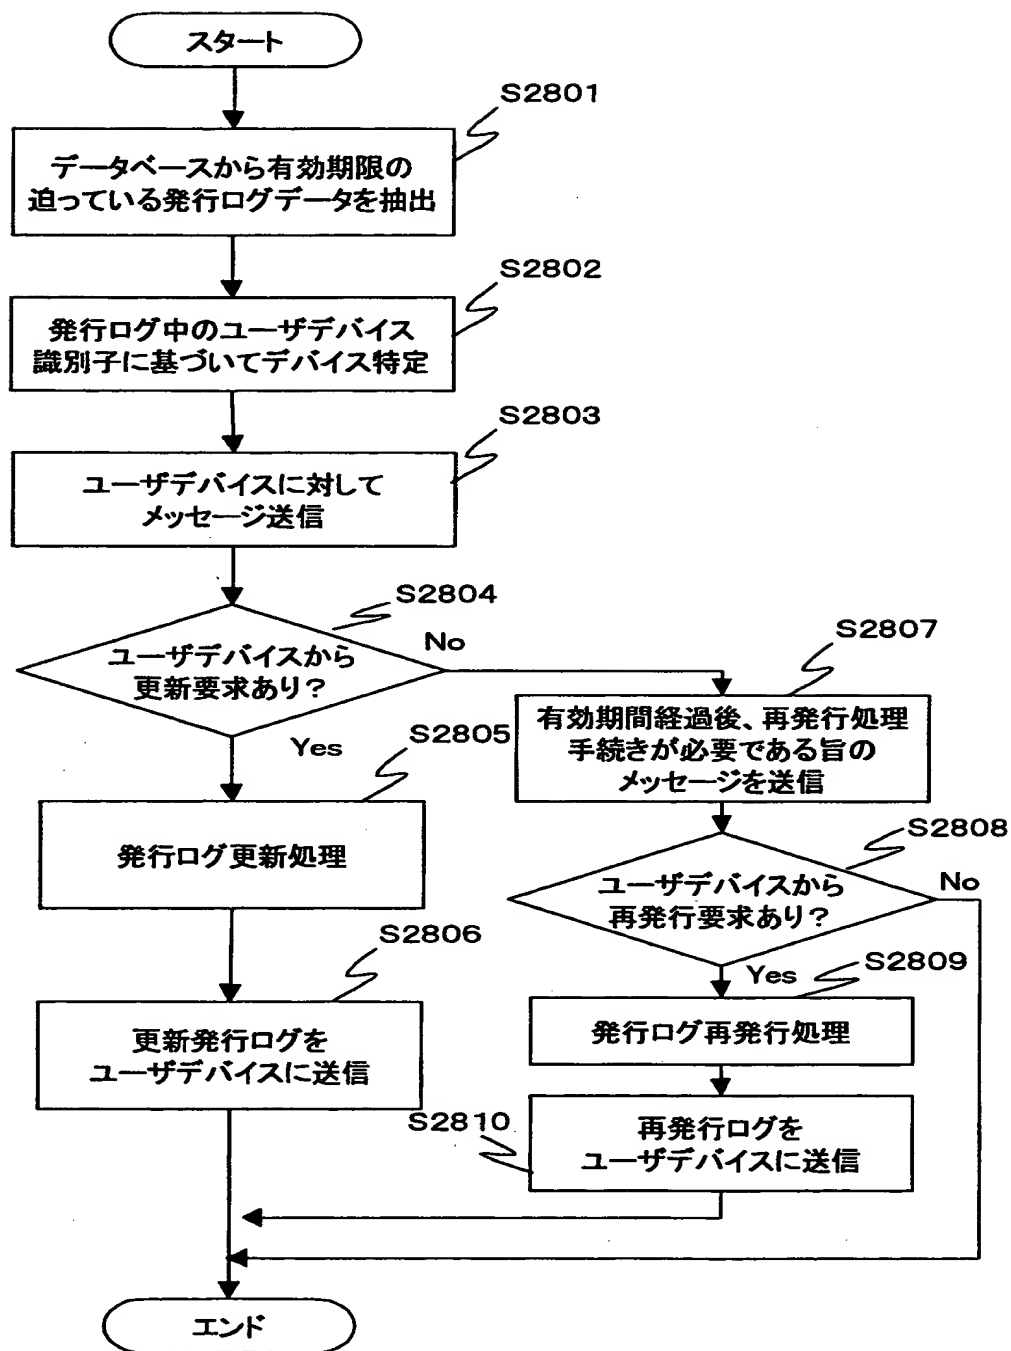 スタート
S2801
データベースから有効期限の
迫っている発行ログデータを抽出
S2802
発行ログ中のユーザデバイス
識別子に基づいてデバイス特定
S2803
ユーザデバイスに対して
メッセージ送信
S2804
ユーザデバイスから
更新要求あり?
No
Yes
S2805
発行ログ更新処理
S2806
更新発行ログを
ユーザデバイスに送信
S2807
有効期間経過後、再発行処理
手続きが必要である旨の
メッセージを送信
S2808
ユーザデバイスから
再発行要求あり?
No
Yes
S2809
発行ログ再発行処理
S2810
再発行ログを
ユーザデバイスに送信
エンド